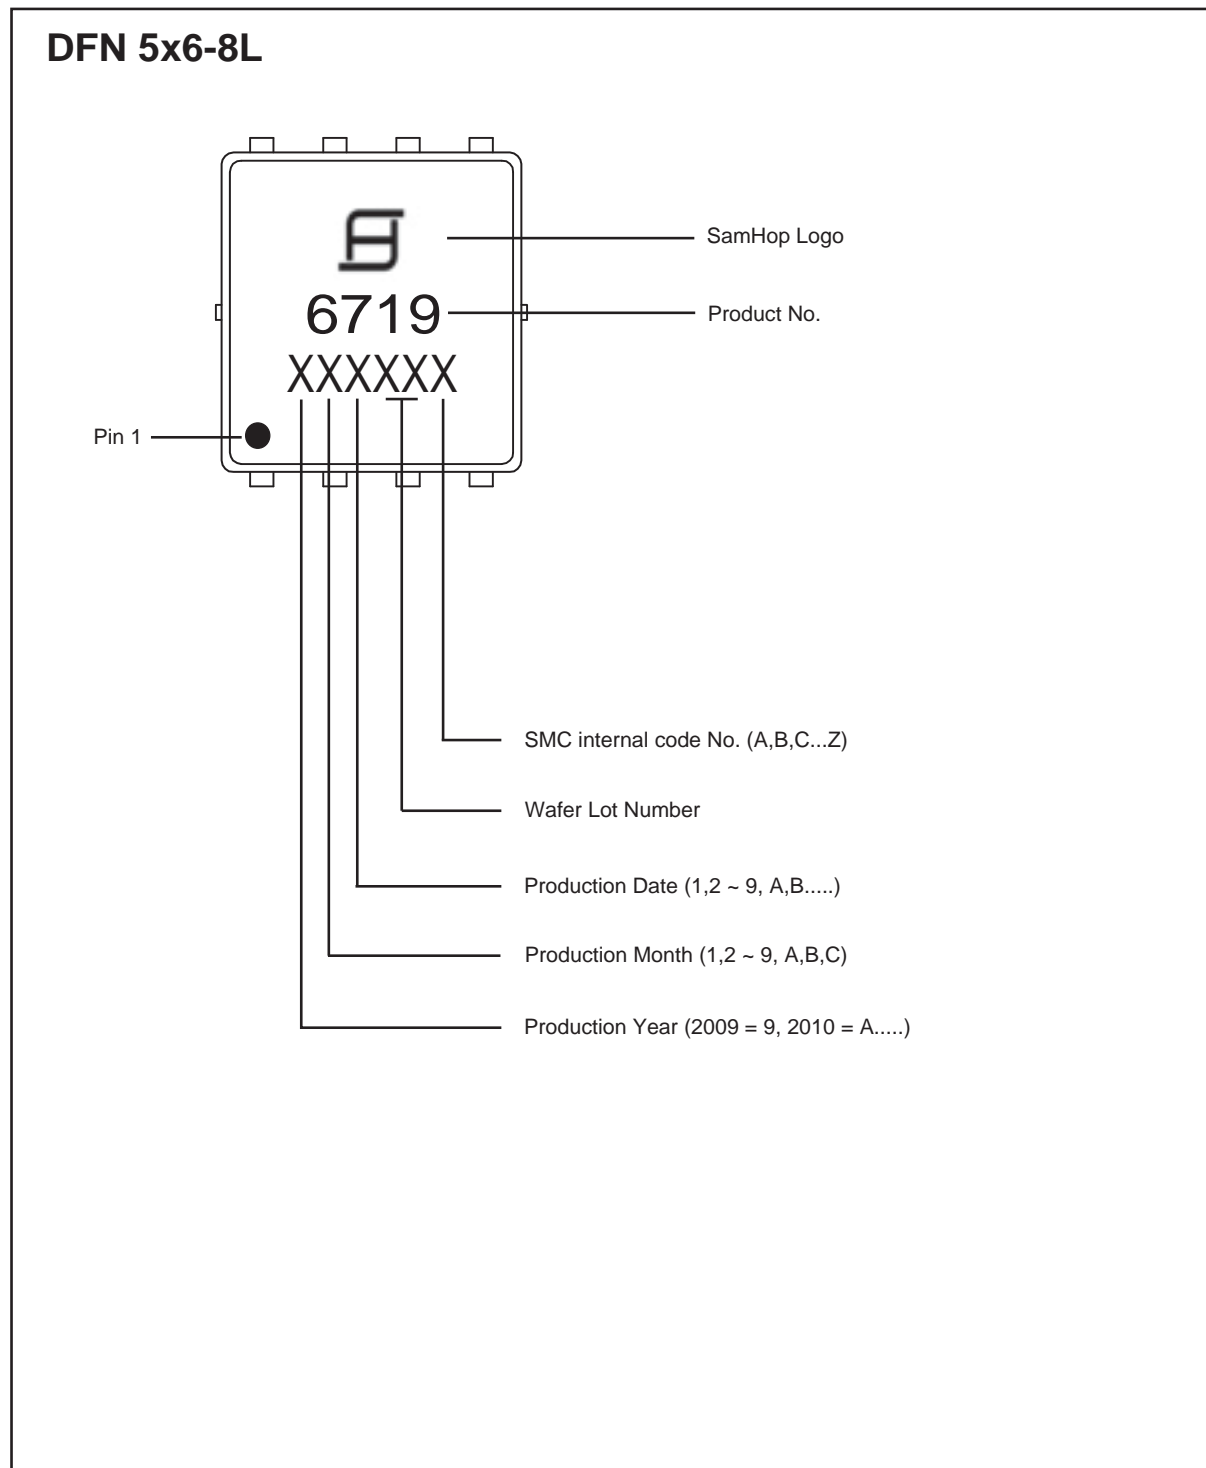 DFN 5x6-8L
SamHop Logo
6719
Product No.
XXXXXX
Pin 1
SMC internal code No. (A,B,C...Z)
Wafer Lot Number
Production Date (1,2 ~ 9, A,B.....)
Production Month (1,2 ~ 9, A,B,C)
Production Year (2009 = 9, 2010 = A.....)